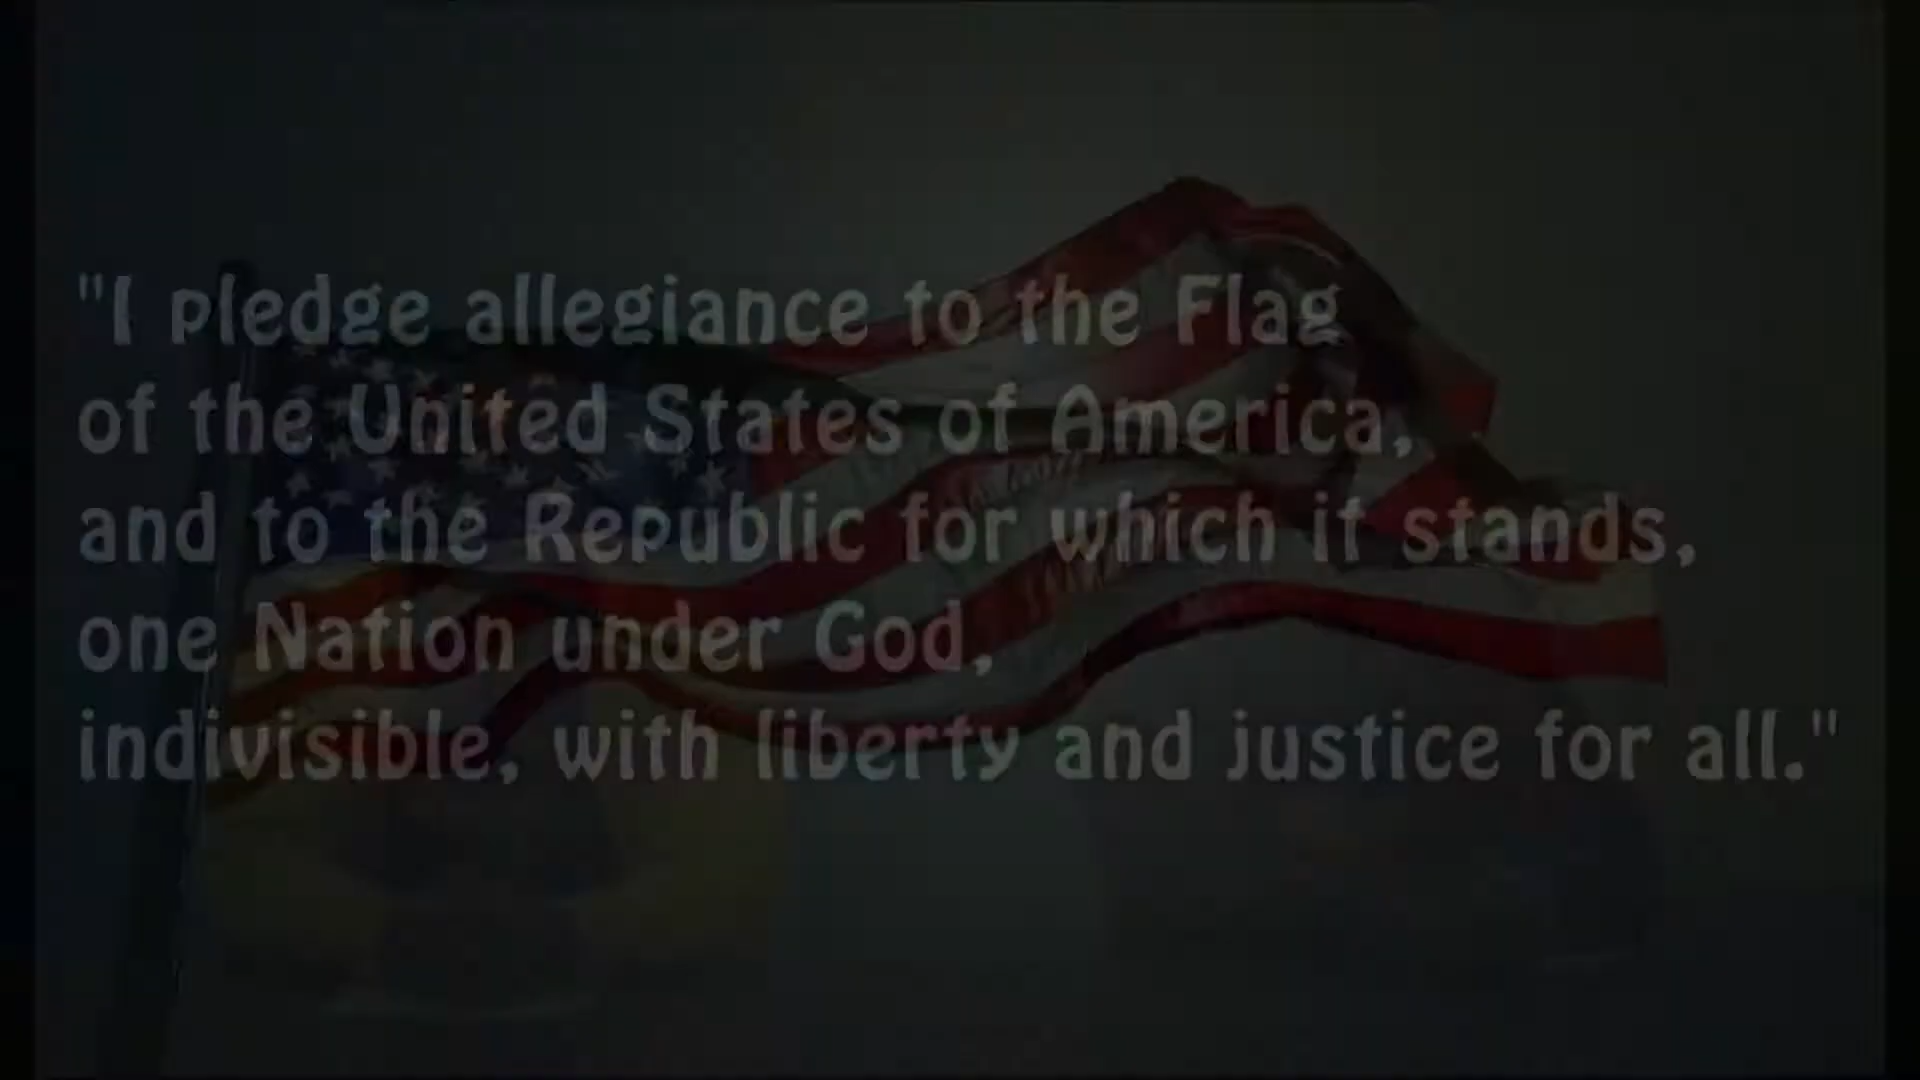 "I pledge allegiance to the Flag
of the United States of America,
and to the Republic for which it stands,
one Nation under God,
indivisible, with liberty and justice for all."